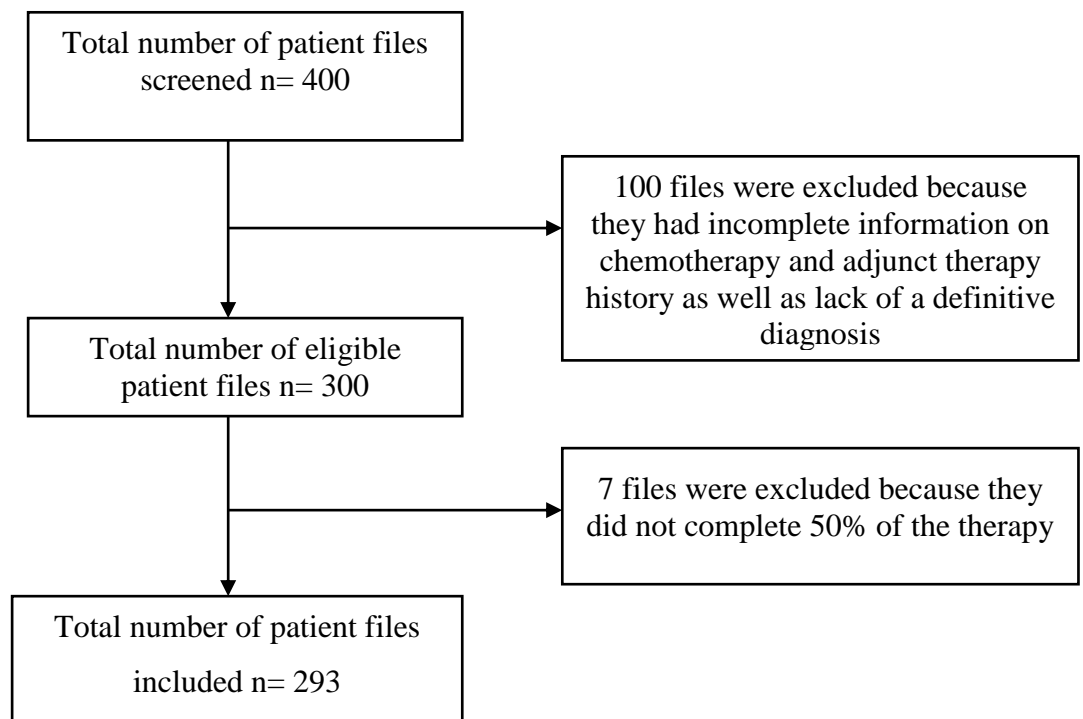 Total number of patient files
screened n= 400
100 files were excluded because
they had incomplete information on
chemotherapy and adjunct therapy
history as well as lack of a definitive
diagnosis
Total number of eligible
patient files n= 300
7 files were excluded because they
did not complete 50% of the therapy
Total number of patient files
included n= 293